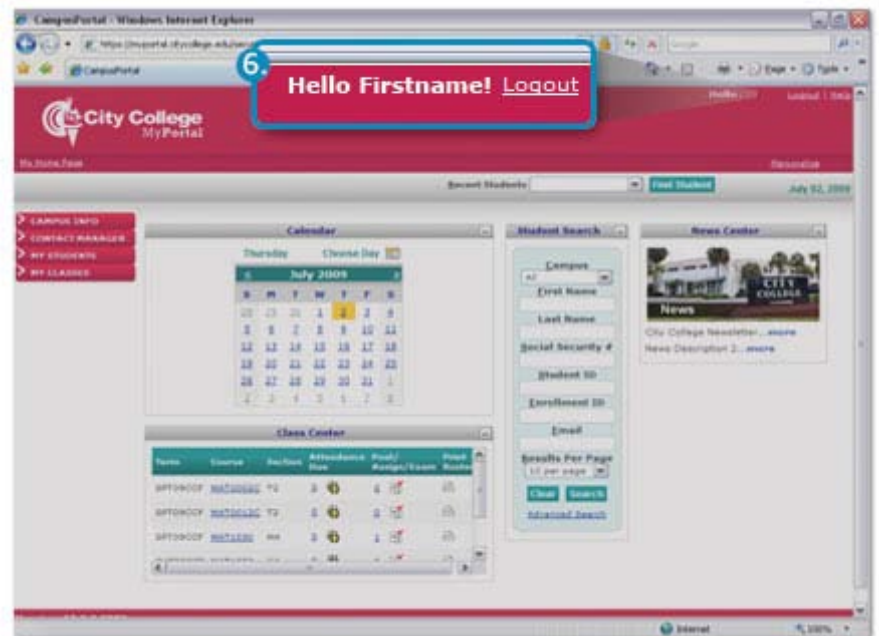 CampusPortal - Windows Internet Explorer
CampusPortal
6.
Hello Firstname! Logout
Logout | Help
City College
MyPortal
My Home Page
Personalize
Recent Students
Find Student
July 02, 2009
CAMPUS INFO
CONTACT MANAGER
MY STUDENTS
MY CLASSES
Calendar
Thursday Choose Day
July 2009
S M T W T F S
28 29 30 1 2 3 4
5 6 7 8 9 10 11
12 13 14 15 16 17 18
19 20 21 22 23 24 25
26 27 28 29 30 31 1
2 3 4 5 6 7 8
Class Center
Term Course Section Attendance Due Post/Assign/Exam Print Roster
Student Search
Campus
All
First Name
Last Name
Social Security #
Student ID
Enrollment ID
Email
Results Per Page
10 per page
Clear Search
Advanced Search
News Center
CITY
COLLEGE
News
City College Newsletter...more
News Description 2...more
Internet
100%